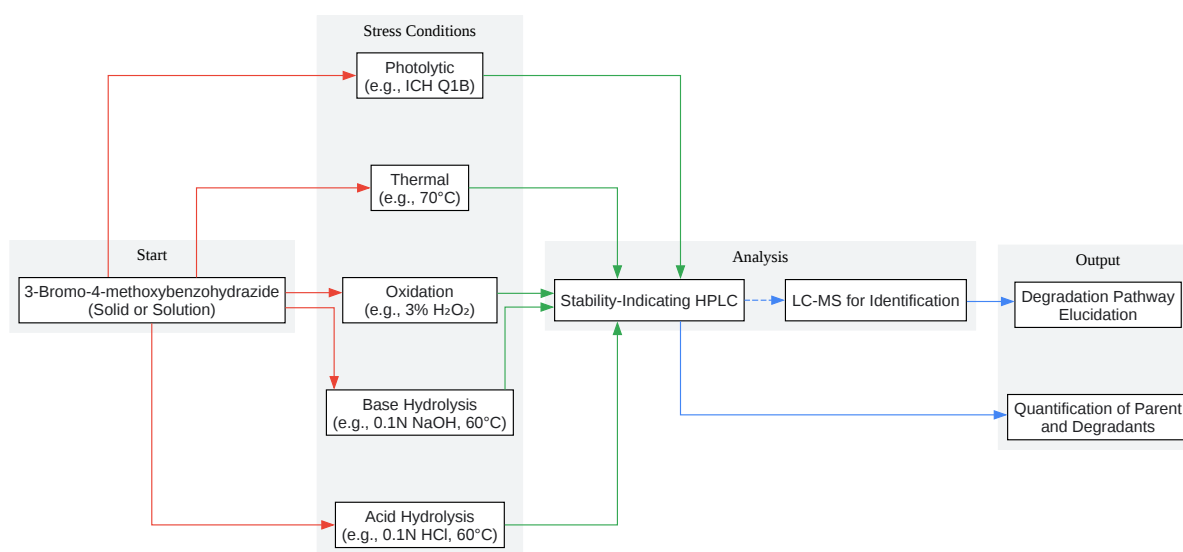 Stress Conditions
Photolytic
(e.g., ICH Q1B)
Thermal
(e.g., 70°C)
Start
3-Bromo-4-methoxybenzohydrazide
(Solid or Solution)
Oxidation
(e.g., 3% H₂O₂)
Base Hydrolysis
(e.g., 0.1N NaOH, 60°C)
Acid Hydrolysis
(e.g., 0.1N HCl, 60°C)
Analysis
Stability-Indicating HPLC
LC-MS for Identification
Output
Degradation Pathway
Elucidation
Quantification of Parent
and Degradants